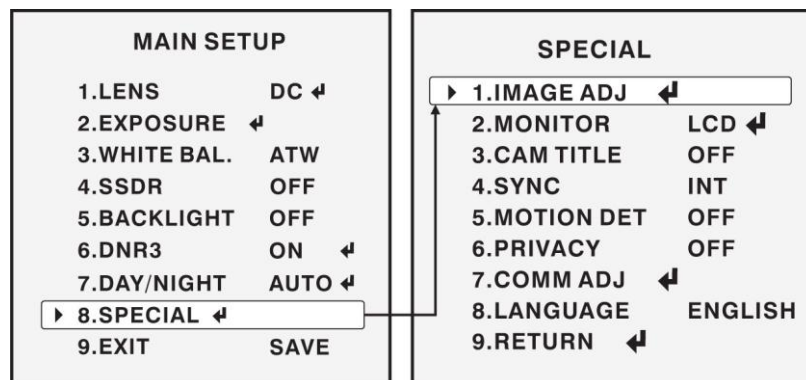 MAIN SETUP
1.LENS DC ↲
2.EXPOSURE ↲
3.WHITE BAL. ATW
4.SSDR OFF
5.BACKLIGHT OFF
6.DNR3 ON ↲
7.DAY/NIGHT AUTO ↲
8.SPECIAL ↲
9.EXIT SAVE
SPECIAL
1.IMAGE ADJ ↲
2.MONITOR LCD ↲
3.CAM TITLE OFF
4.SYNC INT
5.MOTION DET OFF
6.PRIVACY OFF
7.COMM ADJ ↲
8.LANGUAGE ENGLISH
9.RETURN ↲